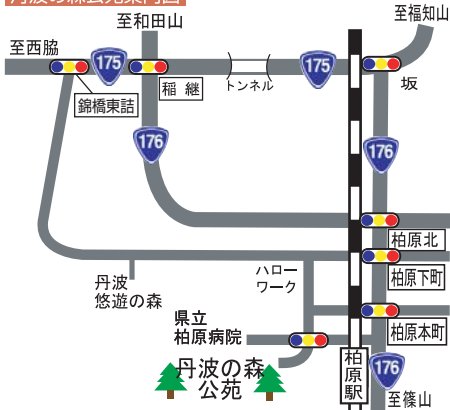 丹波の森公苑案内図
至福知山
至和田山
至西脇
175
175
稲継
トンネル
坂
錦橋東詰
176
176
柏原北
ハロー
ワーク
柏原下町
丹波
悠遊の森
県立
柏原病院
柏原本町
丹波の森
公苑
柏原駅
176
至篠山